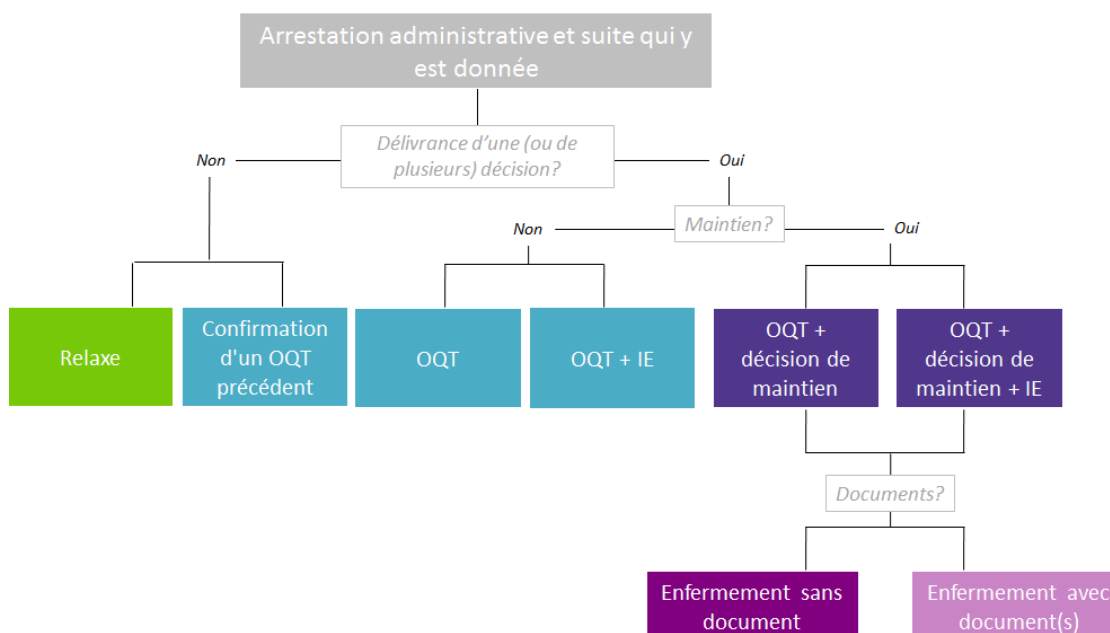 Arrestation administrative et suite qui y
est donnée
Délivrance d'une (ou de
plusieurs) décision?
Non
Oui
Maintien?
Non
Oui
Relaxe
Confirmation
d'un OQT
précédent
OQT
OQT + IE
OQT +
décision de
maintien
OQT +
décision de
maintien + IE
Documents?
Enfermement sans
document
Enfermement avec
document(s)